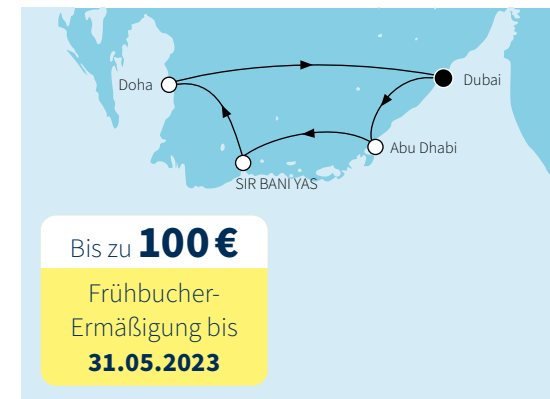 Doha
Dubai
Abu Dhabi
SIR BANI YAS
Bis zu 100 €
Frühbucher-
Ermäßigung bis
31.05.2023